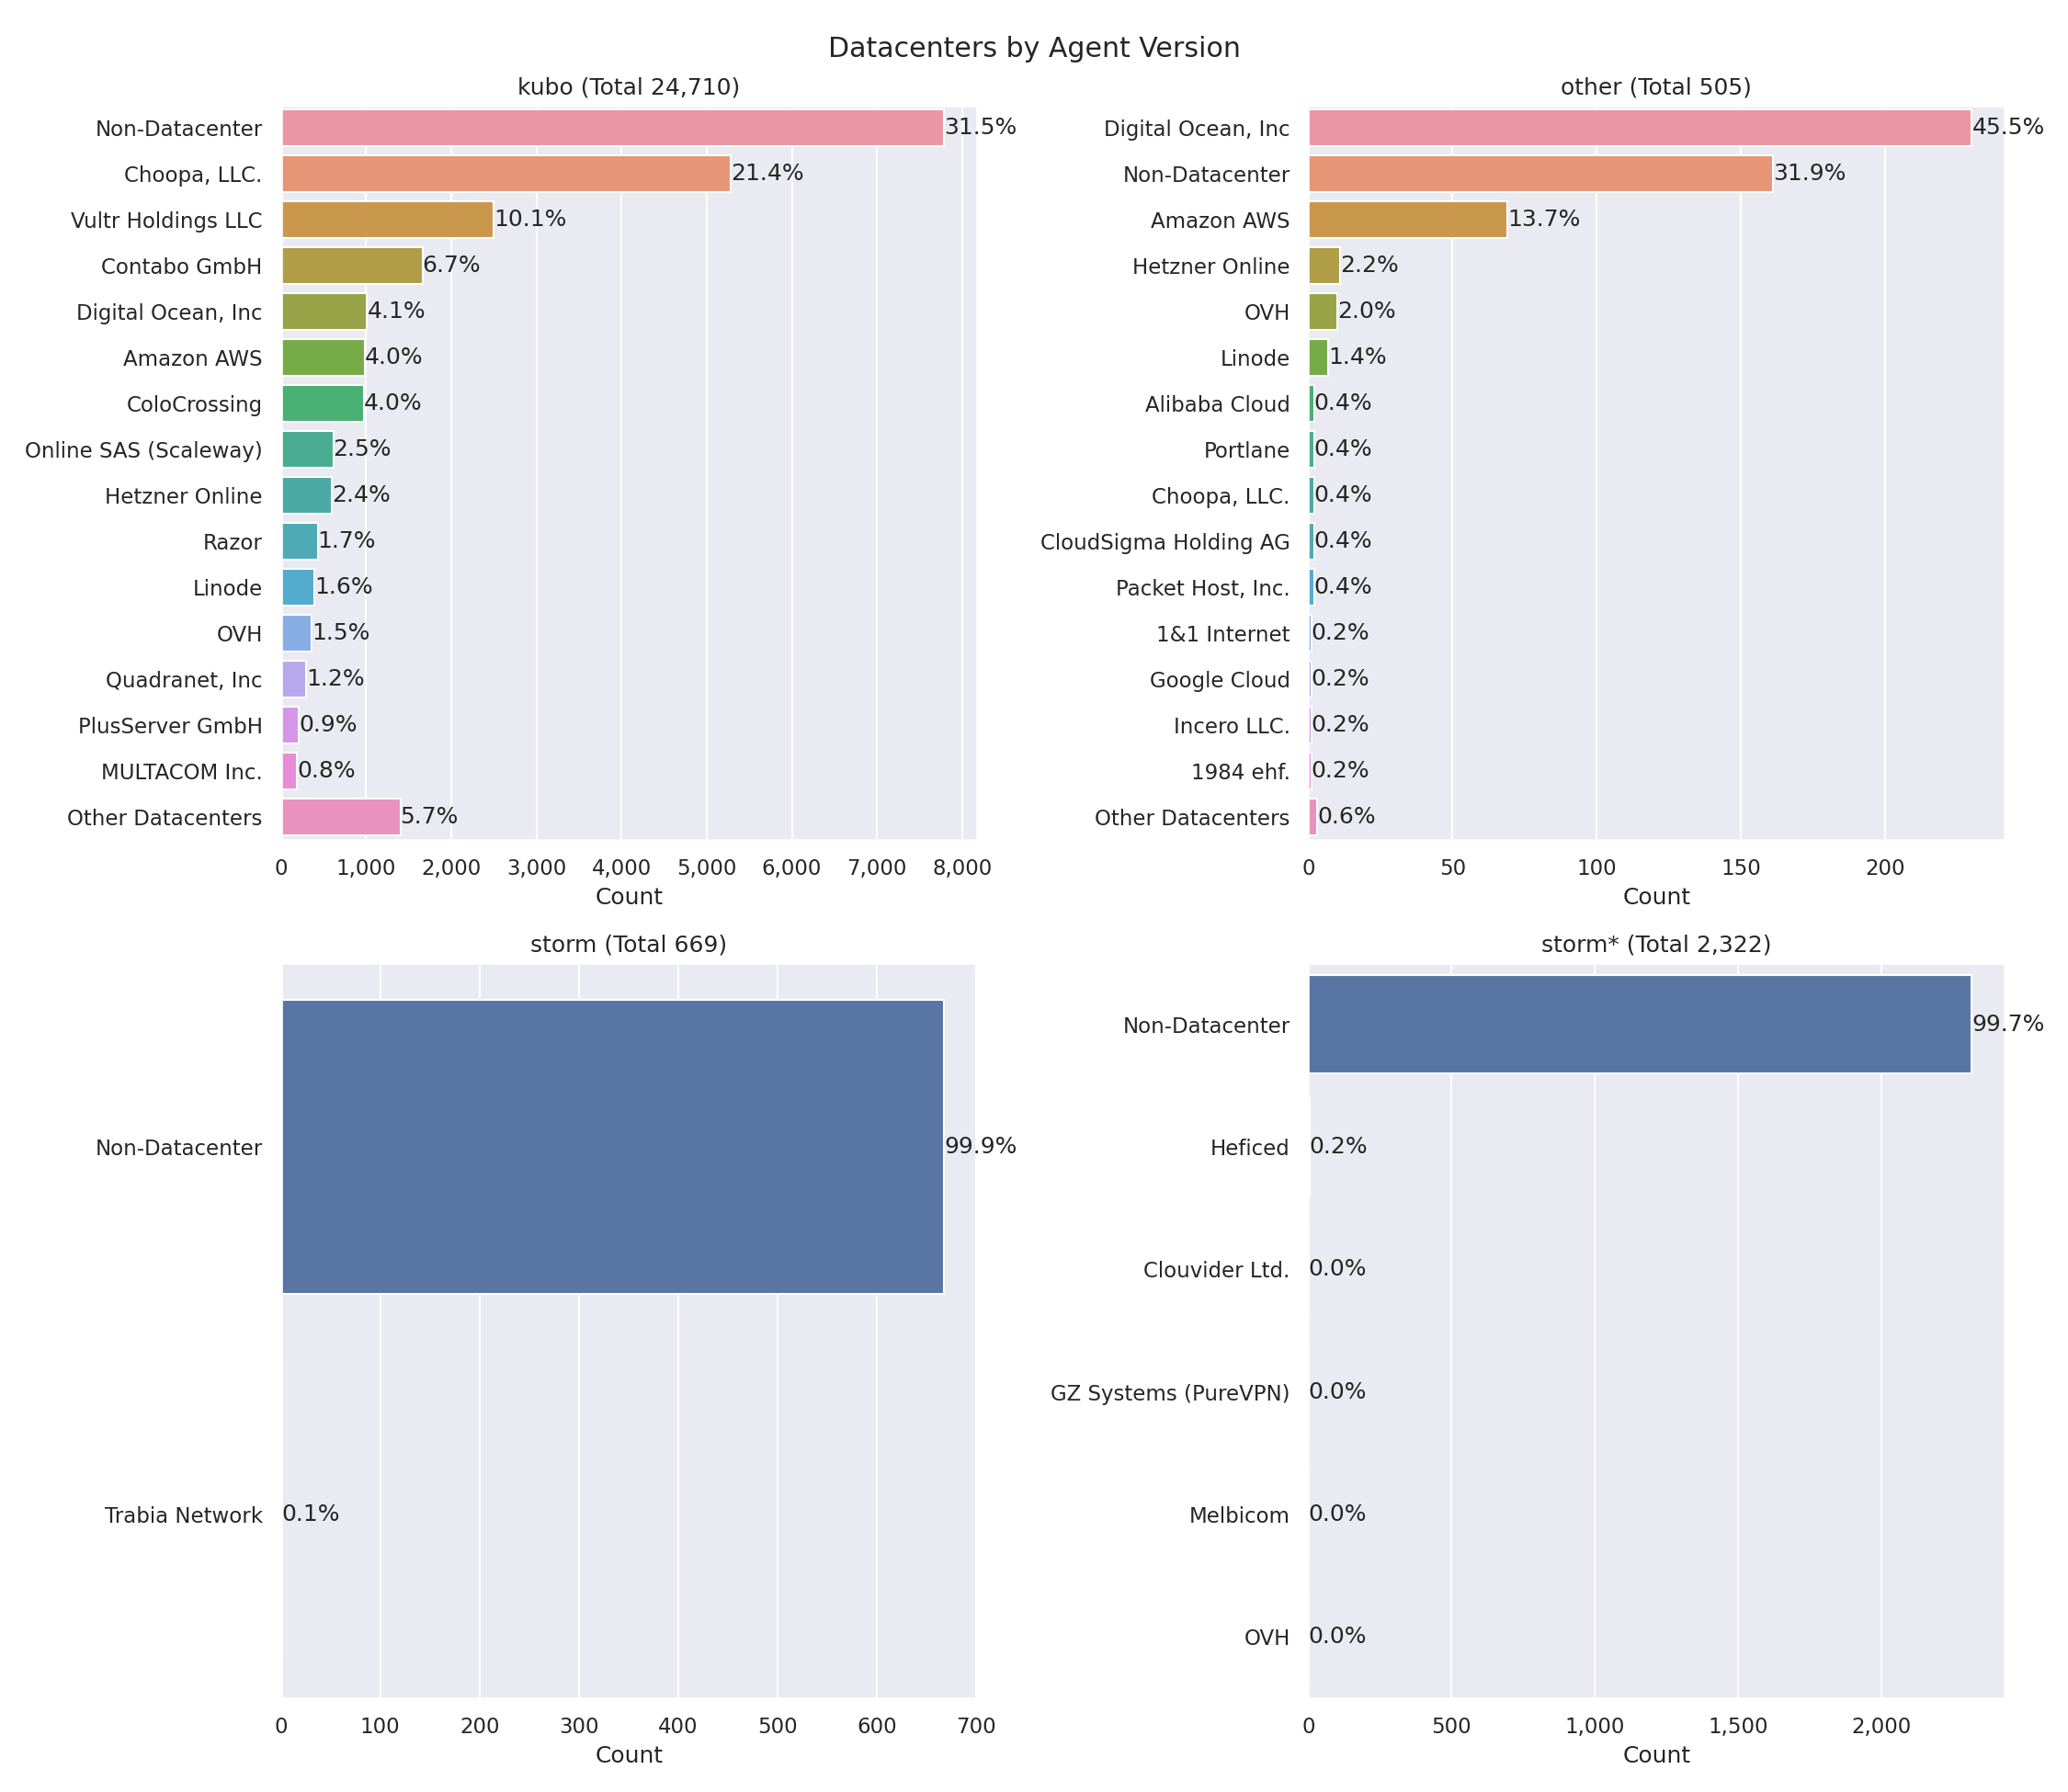 Datacenters by Agent Version
kubo (Total 24,710)
Non-Datacenter 31.5%
Choopa, LLC. 21.4%
Vultr Holdings LLC 10.1%
Contabo GmbH 6.7%
Digital Ocean, Inc 4.1%
Amazon AWS 4.0%
ColoCrossing 4.0%
Online SAS (Scaleway) 2.5%
Hetzner Online 2.4%
Razor 1.7%
Linode 1.6%
OVH 1.5%
Quadranet, Inc 1.2%
PlusServer GmbH 0.9%
MULTACOM Inc. 0.8%
Other Datacenters 5.7%
0 1,000 2,000 3,000 4,000 5,000 6,000 7,000 8,000
Count
other (Total 505)
Digital Ocean, Inc 45.5%
Non-Datacenter 31.9%
Amazon AWS 13.7%
Hetzner Online 2.2%
OVH 2.0%
Linode 1.4%
Alibaba Cloud 0.4%
Portlane 0.4%
Choopa, LLC. 0.4%
CloudSigma Holding AG 0.4%
Packet Host, Inc. 0.4%
1&1 Internet 0.2%
Google Cloud 0.2%
Incero LLC. 0.2%
1984 ehf. 0.2%
Other Datacenters 0.6%
0 50 100 150 200
Count
storm (Total 669)
Non-Datacenter 99.9%
Trabia Network 0.1%
0 100 200 300 400 500 600 700
Count
storm* (Total 2,322)
Non-Datacenter 99.7%
Heficed 0.2%
Clouvider Ltd. 0.0%
GZ Systems (PureVPN) 0.0%
Melbicom 0.0%
OVH 0.0%
0 500 1,000 1,500 2,000
Count